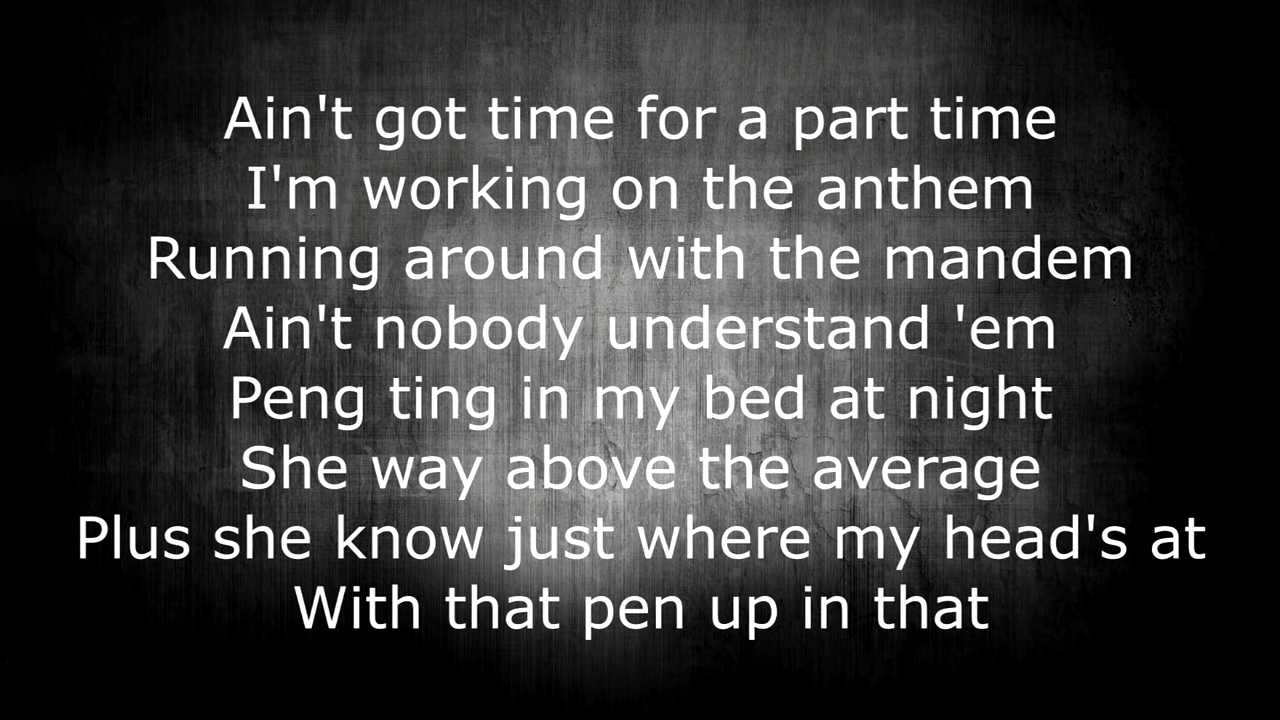 Ain't got time for a part time
I'm working on the anthem
Running around with the mandem
Ain't nobody understand 'em
Peng ting in my bed at night
She way above the average
Plus she know just where my head's at
With that pen up in that